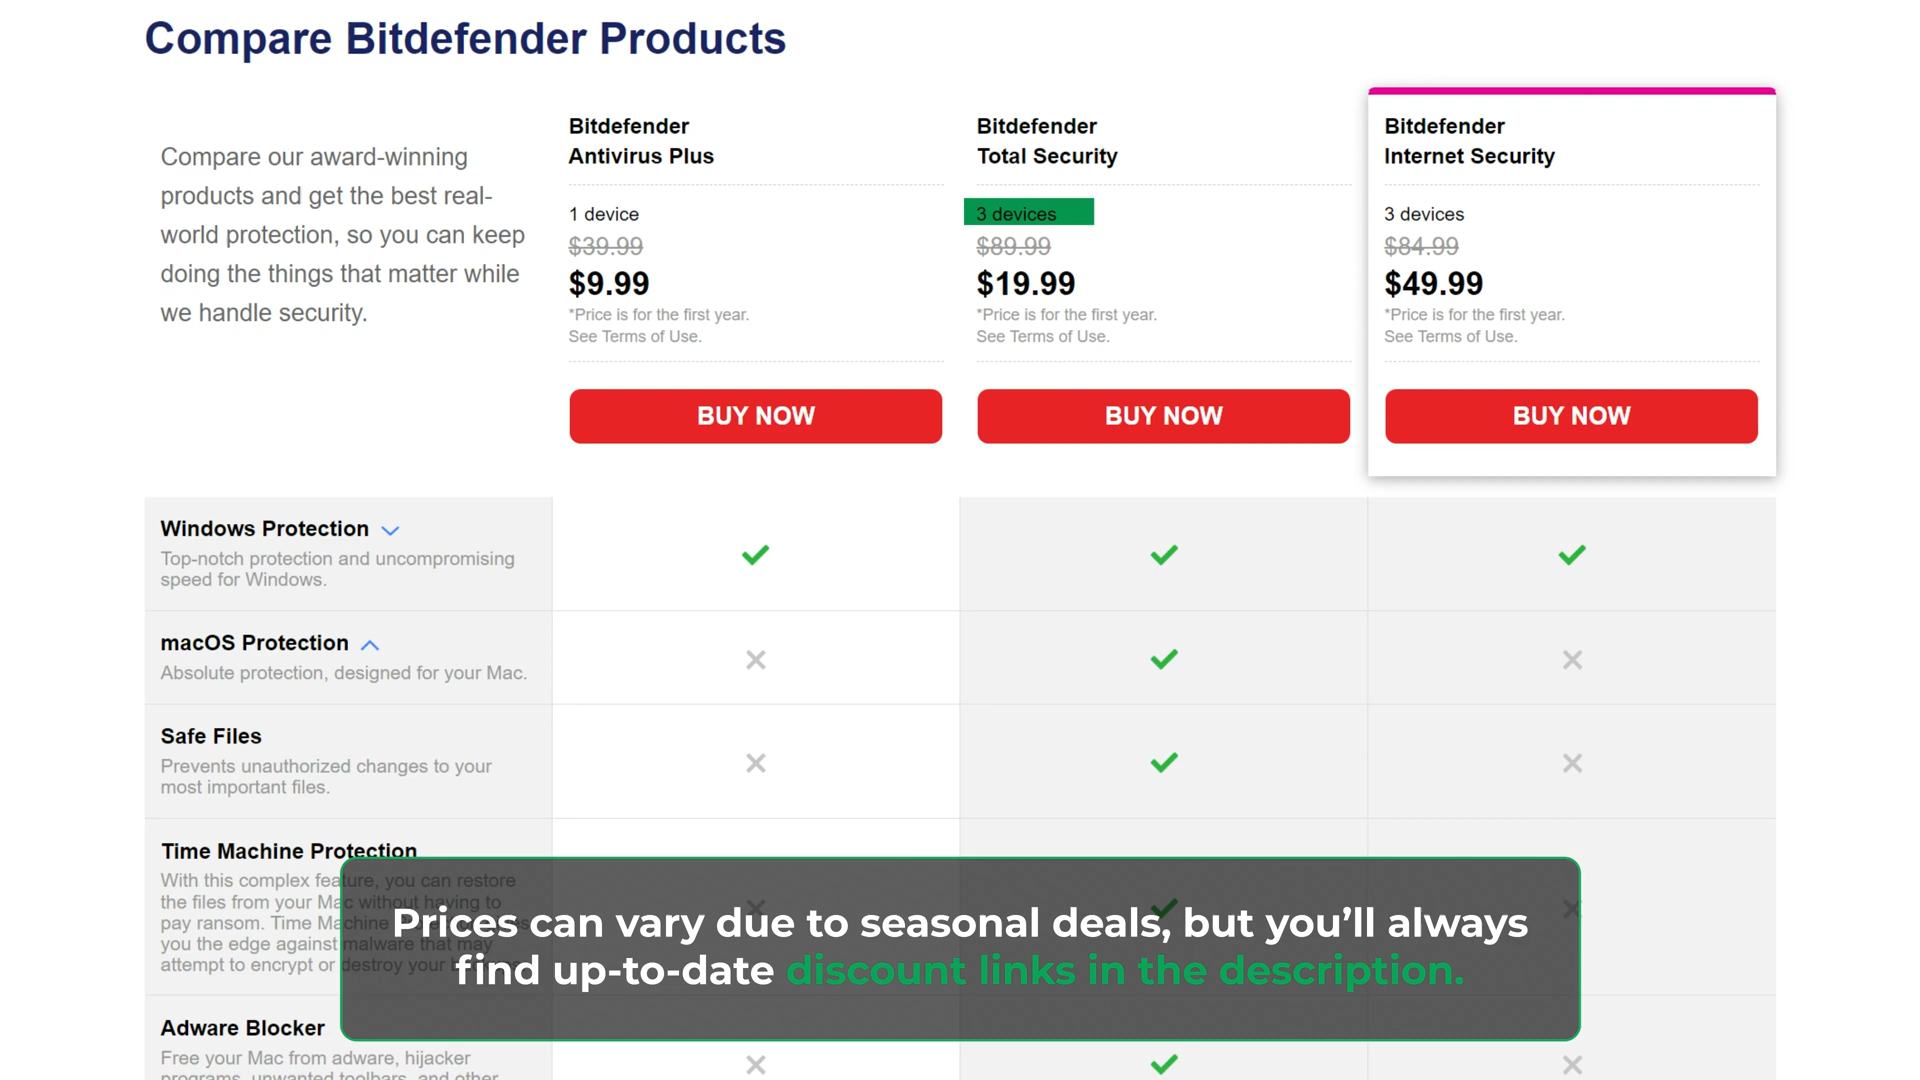 Compare Bitdefender Products
Compare our award-winning
products and get the best real-
world protection, so you can keep
doing the things that matter while
we handle security.
Bitdefender
Antivirus Plus
1 device
$39.99
$9.99
*Price is for the first year.
See Terms of Use.
BUY NOW
Bitdefender
Total Security
3 devices
$89.99
$19.99
*Price is for the first year.
See Terms of Use.
BUY NOW
Bitdefender
Internet Security
3 devices
$84.99
$49.99
*Price is for the first year.
See Terms of Use.
BUY NOW
Windows Protection
Top-notch protection and uncompromising
speed for Windows.
macOS Protection
Absolute protection, designed for your Mac.
Safe Files
Prevents unauthorized changes to your
most important files.
Time Machine Protection
With this complex feature, you can restore
the files from your Mac without having to
pay ransom. Time Machine
you the edge against malware that may
attempt to encrypt or destroy your
Prices can vary due to seasonal deals, but you’ll always
find up-to-date discount links in the description.
Adware Blocker
Free your Mac from adware, hijacker
programs, unwanted toolbars, and other